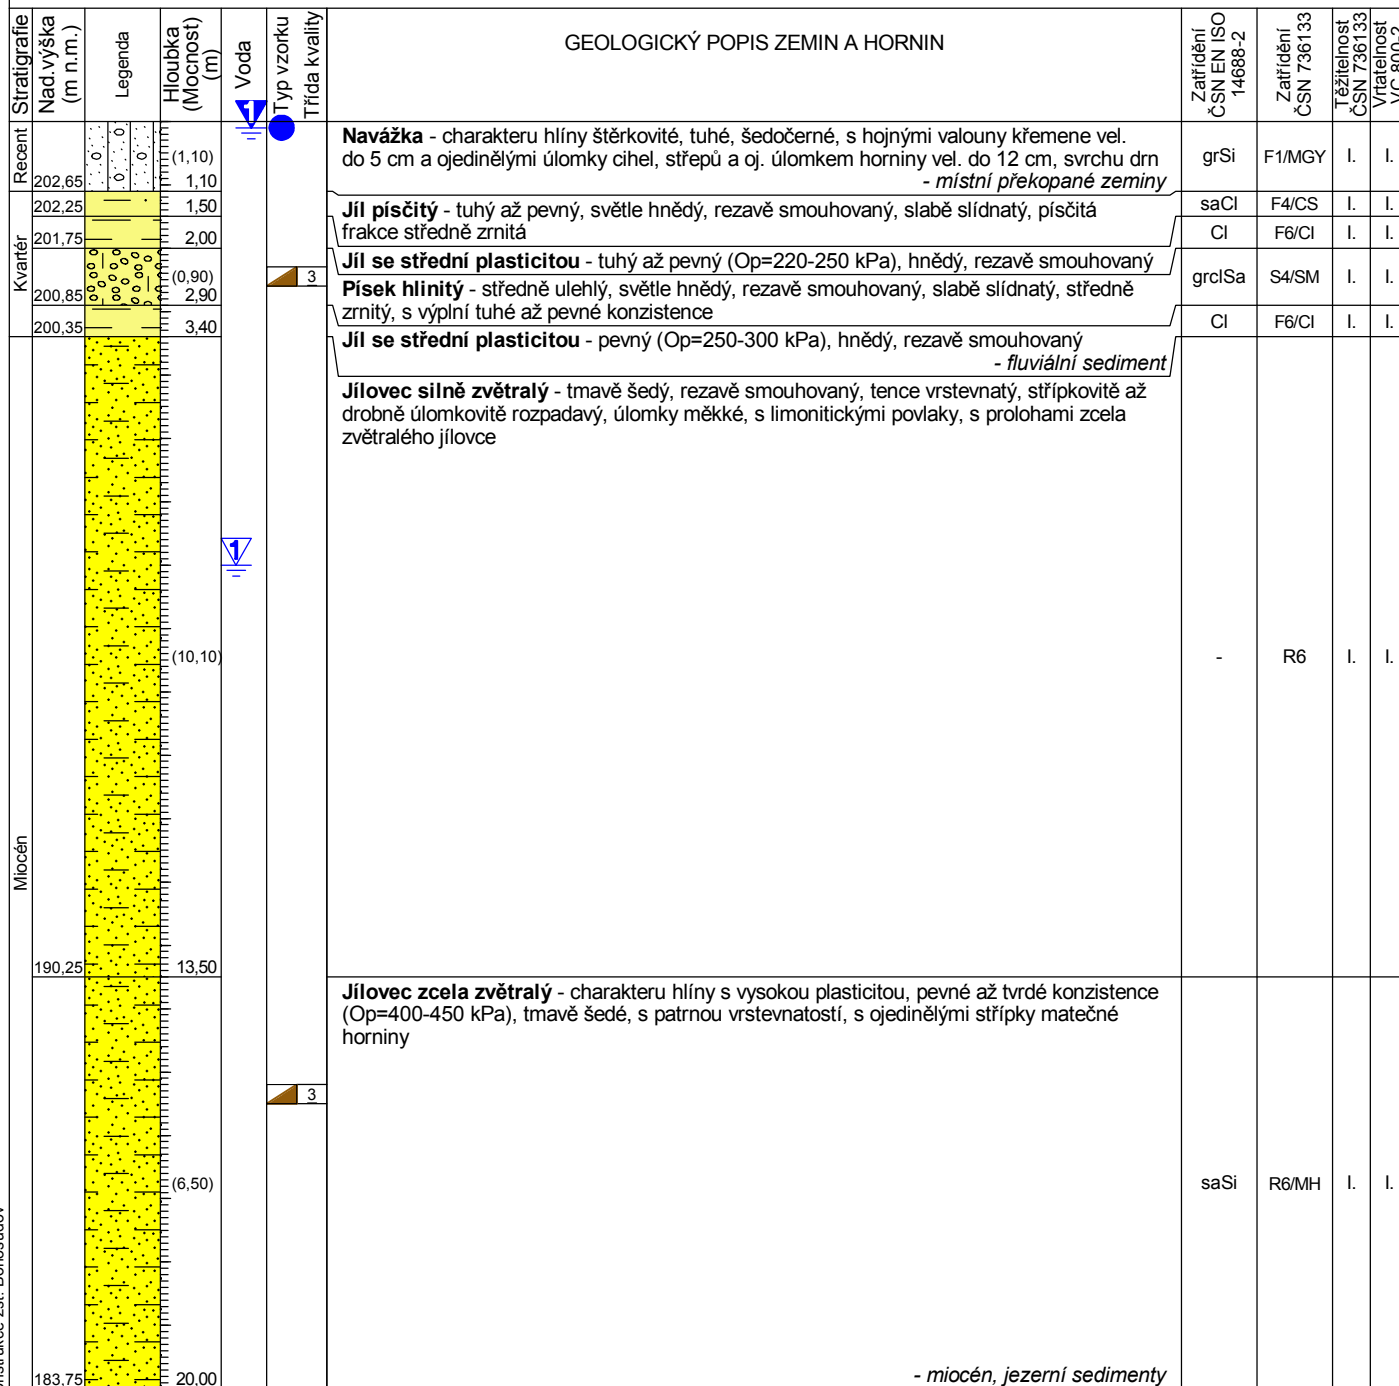 Stratigrafie
Nad.výška
(m n.m.)
Legenda
Hloubka
(Mocnost)
(m)
Voda
Typ vzorku
Třída kvality
GEOLOGICKÝ POPIS ZEMIN A HORNIN
Zatřídění
ČSN EN ISO
14688-2
Zatřídění
ČSN 736133
Těžitelnost
ČSN 736133
Vrtatelnost
VC 800-2
1
Recent
202,65
(1,10)
1,10
Navážka - charakteru hlíny štěrkovité, tuhé, šedočerné, s hojnými valouny křemene vel.
do 5 cm a ojedinělými úlomky cihel, střepů a oj. úlomkem horniny vel. do 12 cm, svrchu drn
- místní překopané zeminy
grSi
F1/MGY
I.
I.
Kvartér
202,25
1,50
Jíl písčitý - tuhý až pevný, světle hnědý, rezavě smouhovaný, slabě slídnatý, písčitá
frakce středně zrnitá
saCl
F4/CS
I.
I.
201,75
2,00
Jíl se střední plasticitou - tuhý až pevný (Op=220-250 kPa), hnědý, rezavě smouhovaný
Cl
F6/CI
I.
I.
200,85
(0,90)
2,90
3
Písek hlinitý - středně ulehlý, světle hnědý, rezavě smouhovaný, slabě slídnatý, středně
zrnitý, s výplní tuhé až pevné konzistence
grclSa
S4/SM
I.
I.
200,35
3,40
Jíl se střední plasticitou - pevný (Op=250-300 kPa), hnědý, rezavě smouhovaný
- fluviální sediment
Cl
F6/CI
I.
I.
Miocén
Jílovec silně zvětralý - tmavě šedý, rezavě smouhovaný, tence vrstevnatý, střípkovitě až
drobně úlomkovitě rozpadavý, úlomky měkké, s limonitickými povlaky, s prolohami zcela
zvětralého jílovce
1
(10,10)
-
R6
I.
I.
190,25
13,50
Jílovec zcela zvětralý - charakteru hlíny s vysokou plasticitou, pevné až tvrdé konzistence
(Op=400-450 kPa), tmavě šedé, s patrnou vrstevnatostí, s ojedinělými střípky matečné
horniny
3
(6,50)
saSi
R6/MH
I.
I.
183,75
20,00
- miocén, jezerní sedimenty